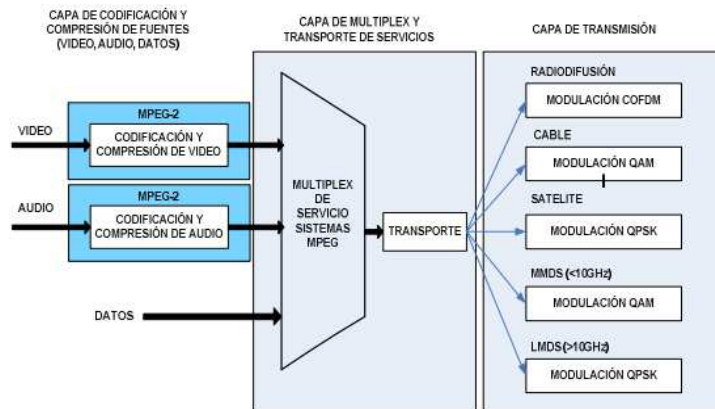 CAPA DE CODIFICACIÓN Y
COMPRESIÓN DE FUENTES
(VIDEO, AUDIO, DATOS)
CAPA DE MULTIPLEX Y
TRANSPORTE DE SERVICIOS
CAPA DE TRANSMISIÓN
VIDEO
MPEG-2
CODIFICACIÓN Y
COMPRESIÓN DE VIDEO
AUDIO
MPEG-2
CODIFICACIÓN Y
COMPRESIÓN DE AUDIO
DATOS
MULTIPLEX
DE
SERVICIO
SISTEMAS
MPEG
TRANSPORTE
RADIODIFUSIÓN
MODULACIÓN COFDM
CABLE
MODULACIÓN QAM
SATELITE
MODULACIÓN QPSK
MMDS (<10GHz)
MODULACIÓN QAM
LMDS(>10GHz)
MODULACIÓN QPSK